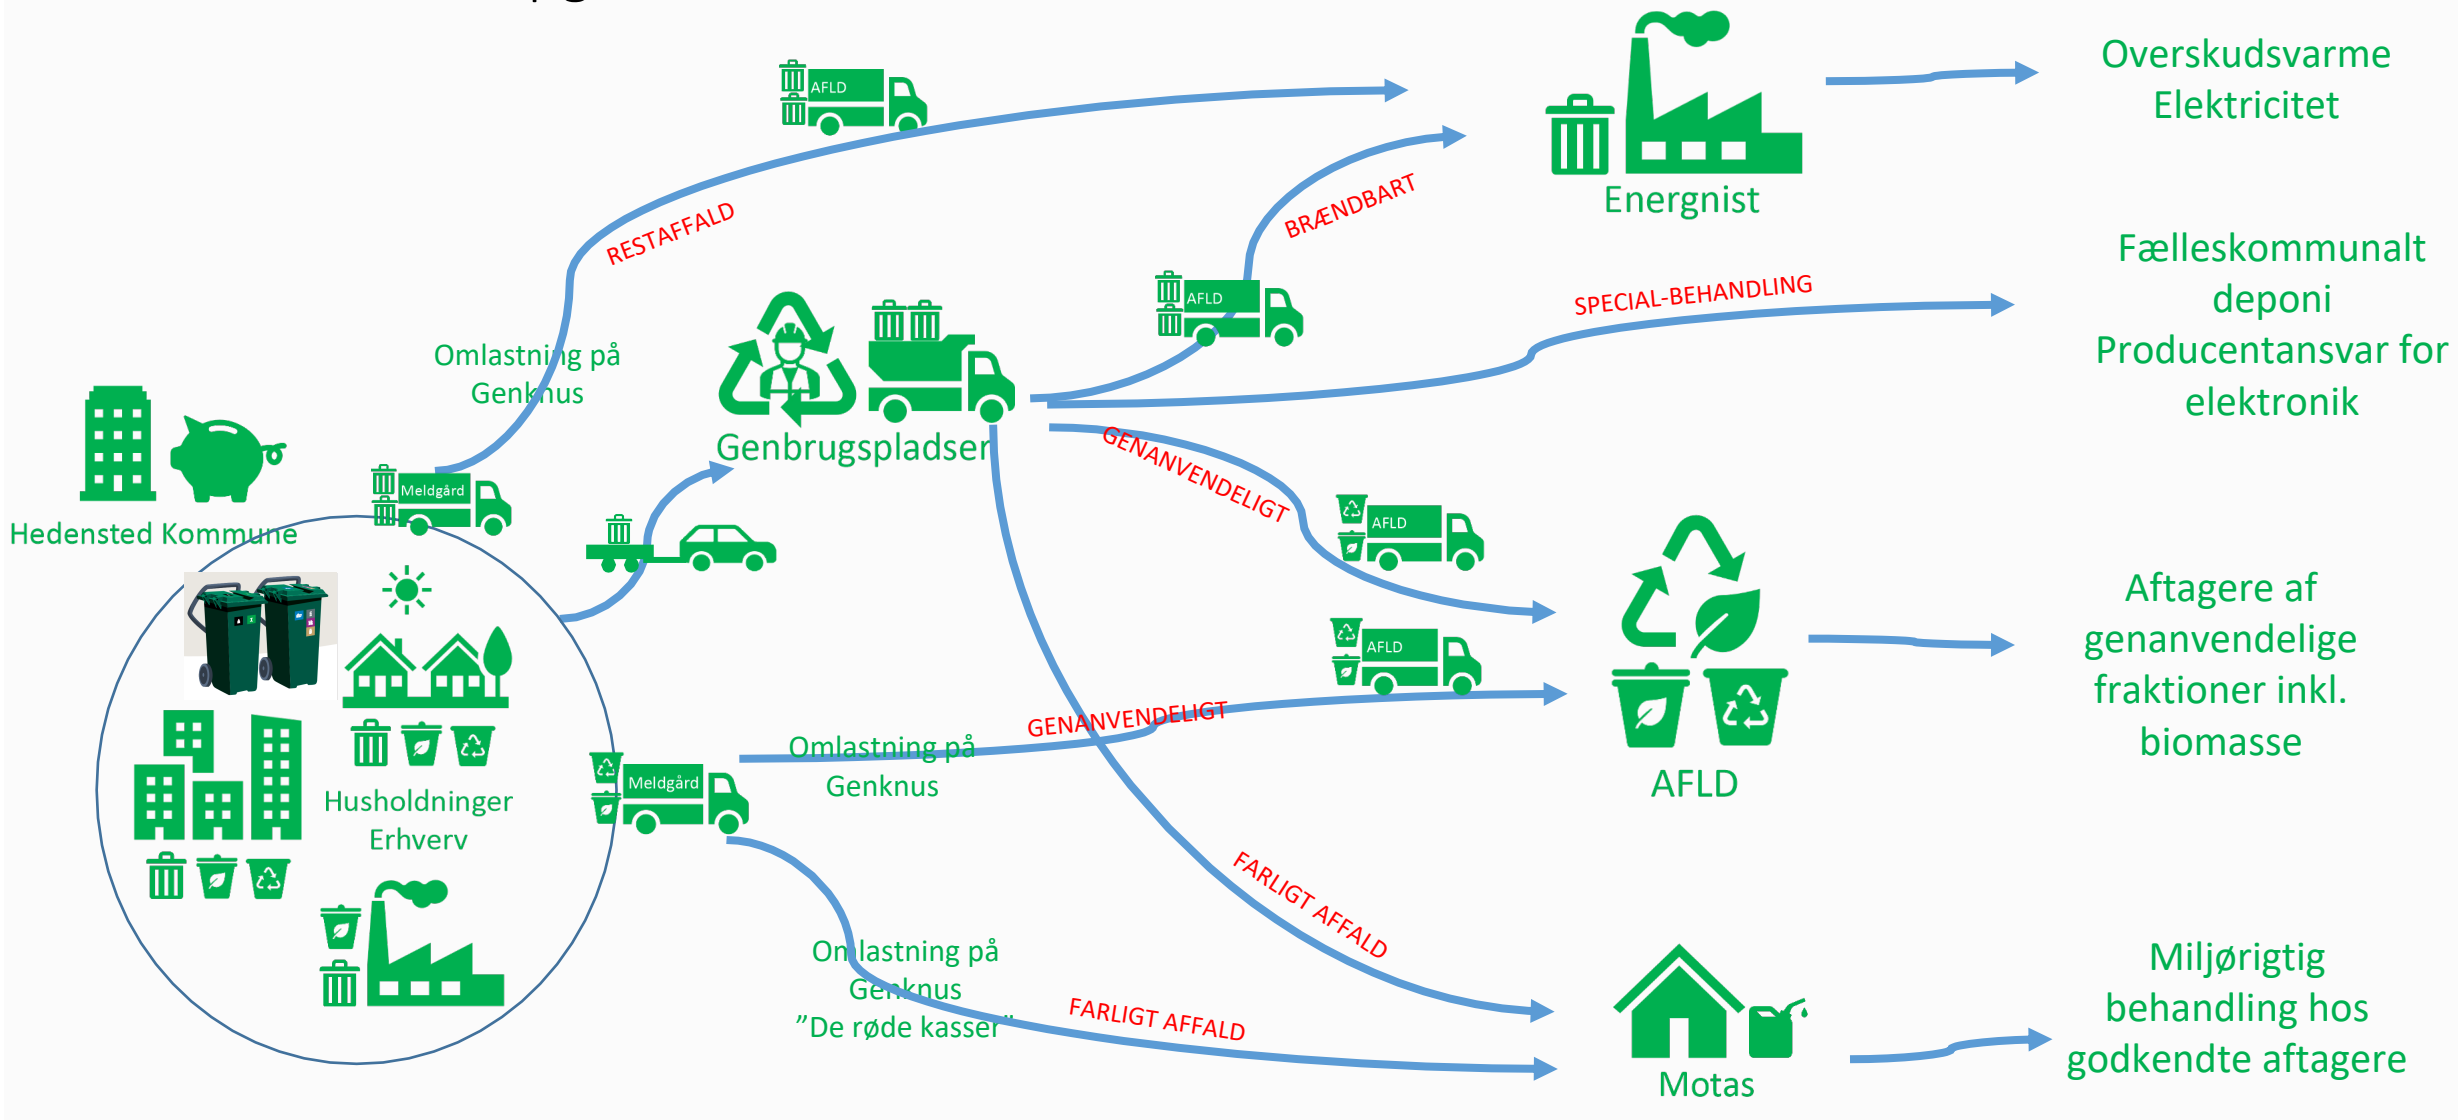 AFLD
Overskudsvarme
Elektricitet
RESTAFFALD
BRÆNDBART
Energnist
AFLD
SPECIAL-BEHANDLING
Fælleskommunalt
deponi
Producentansvar for
elektronik
Omlastning på
Genknus
Genbrugspladser
GENANVENDELIGT
Meldgård
Hedensted Kommune
AFLD
AFLD
Aftagere af
genanvendelige
fraktioner inkl.
biomasse
GENANVENDELIGT
Omlastning på
Genknus
Meldgård
AFLD
Husholdninger
Erhverv
FARLIGT AFFALD
Omlastning på
Genknus
”De røde kasser”
FARLIGT AFFALD
Motas
Miljørigtig
behandling hos
godkendte aftagere